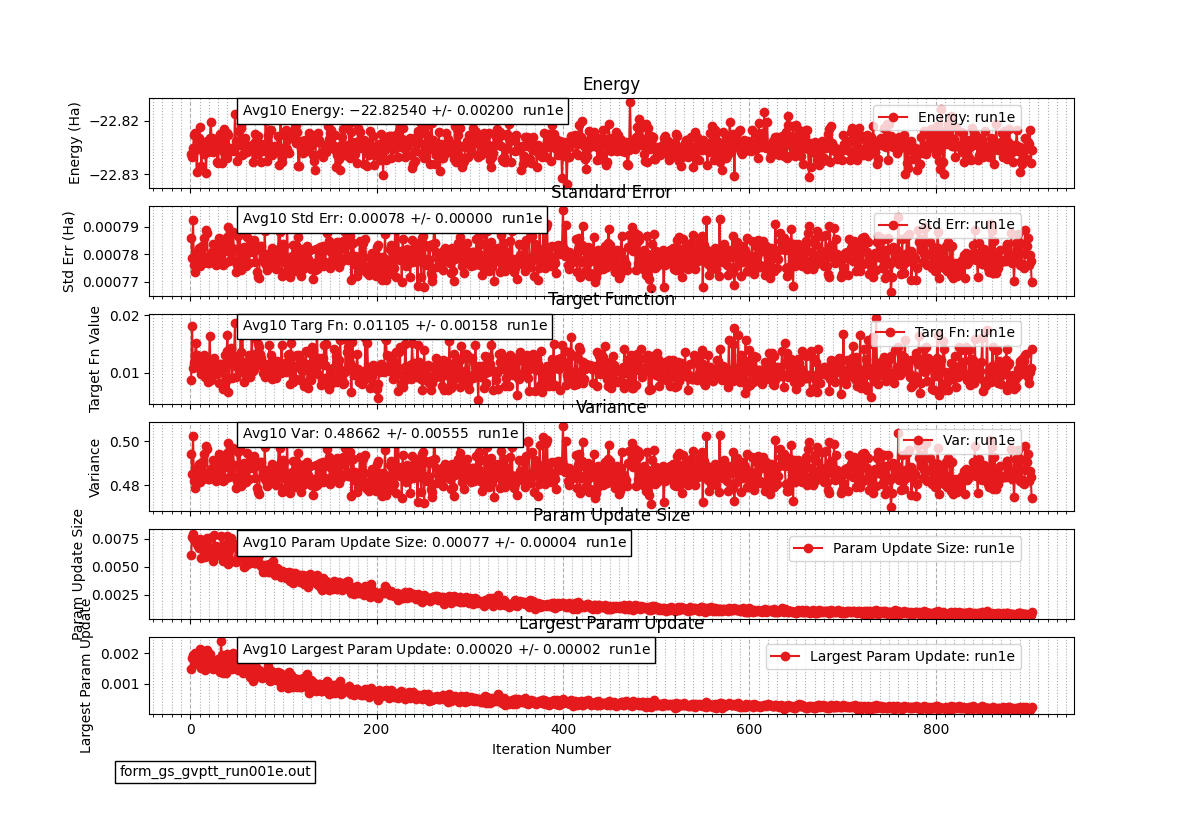 Energy
Energy (Ha)
−22.82
−22.83
Avg10 Energy: −22.82540 +/- 0.00200 run1e
Energy: run1e
Standard Error
Std Err (Ha)
0.00079
0.00078
0.00077
Avg10 Std Err: 0.00078 +/- 0.00000 run1e
Std Err: run1e
Target Function
Target Fn Value
0.02
0.01
Avg10 Targ Fn: 0.01105 +/- 0.00158 run1e
Targ Fn: run1e
Variance
Variance
0.50
0.48
Avg10 Var: 0.48662 +/- 0.00555 run1e
Var: run1e
Param Update Size
Param Update Size
0.0075
0.0050
0.0025
Avg10 Param Update Size: 0.00077 +/- 0.00004 run1e
Param Update Size: run1e
Largest Param Update
Largest Param Update
0.002
0.001
Avg10 Largest Param Update: 0.00020 +/- 0.00002 run1e
Largest Param Update: run1e
0 200 400 600 800
Iteration Number
form_gs_gvptt_run001e.out